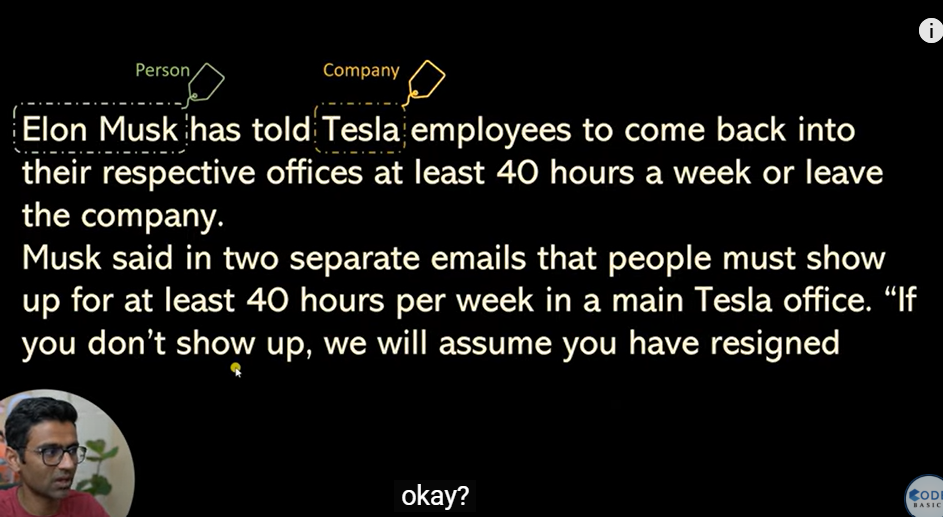 Person Company
Elon Musk has told Tesla employees to come back into
their respective offices at least 40 hours a week or leave
the company.
Musk said in two separate emails that people must show
up for at least 40 hours per week in a main Tesla office. “If
you don’t show up, we will assume you have resigned
okay?
i